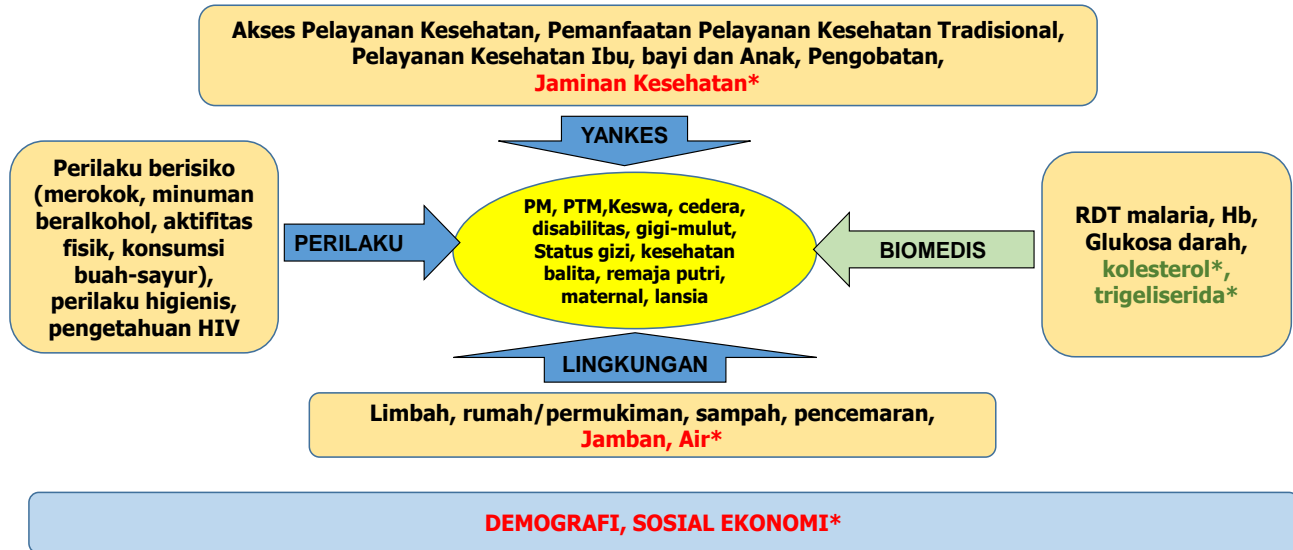 Akses Pelayanan Kesehatan, Pemanfaatan Pelayanan Kesehatan Tradisional,
Pelayanan Kesehatan Ibu, bayi dan Anak, Pengobatan,
Jaminan Kesehatan*
YANKES
Perilaku berisiko
(merokok, minuman
beralkohol, aktifitas
fisik, konsumsi
buah-sayur),
perilaku higienis,
pengetahuan HIV
PERILAKU
PM, PTM,Keswa, cedera,
disabilitas, gigi-mulut,
Status gizi, kesehatan
balita, remaja putri,
maternal, lansia
BIOMEDIS
RDT malaria, Hb,
Glukosa darah,
kolesterol*,
trigeliserida*
LINGKUNGAN
Limbah, rumah/permukiman, sampah, pencemaran,
Jamban, Air*
DEMOGRAFI, SOSIAL EKONOMI*